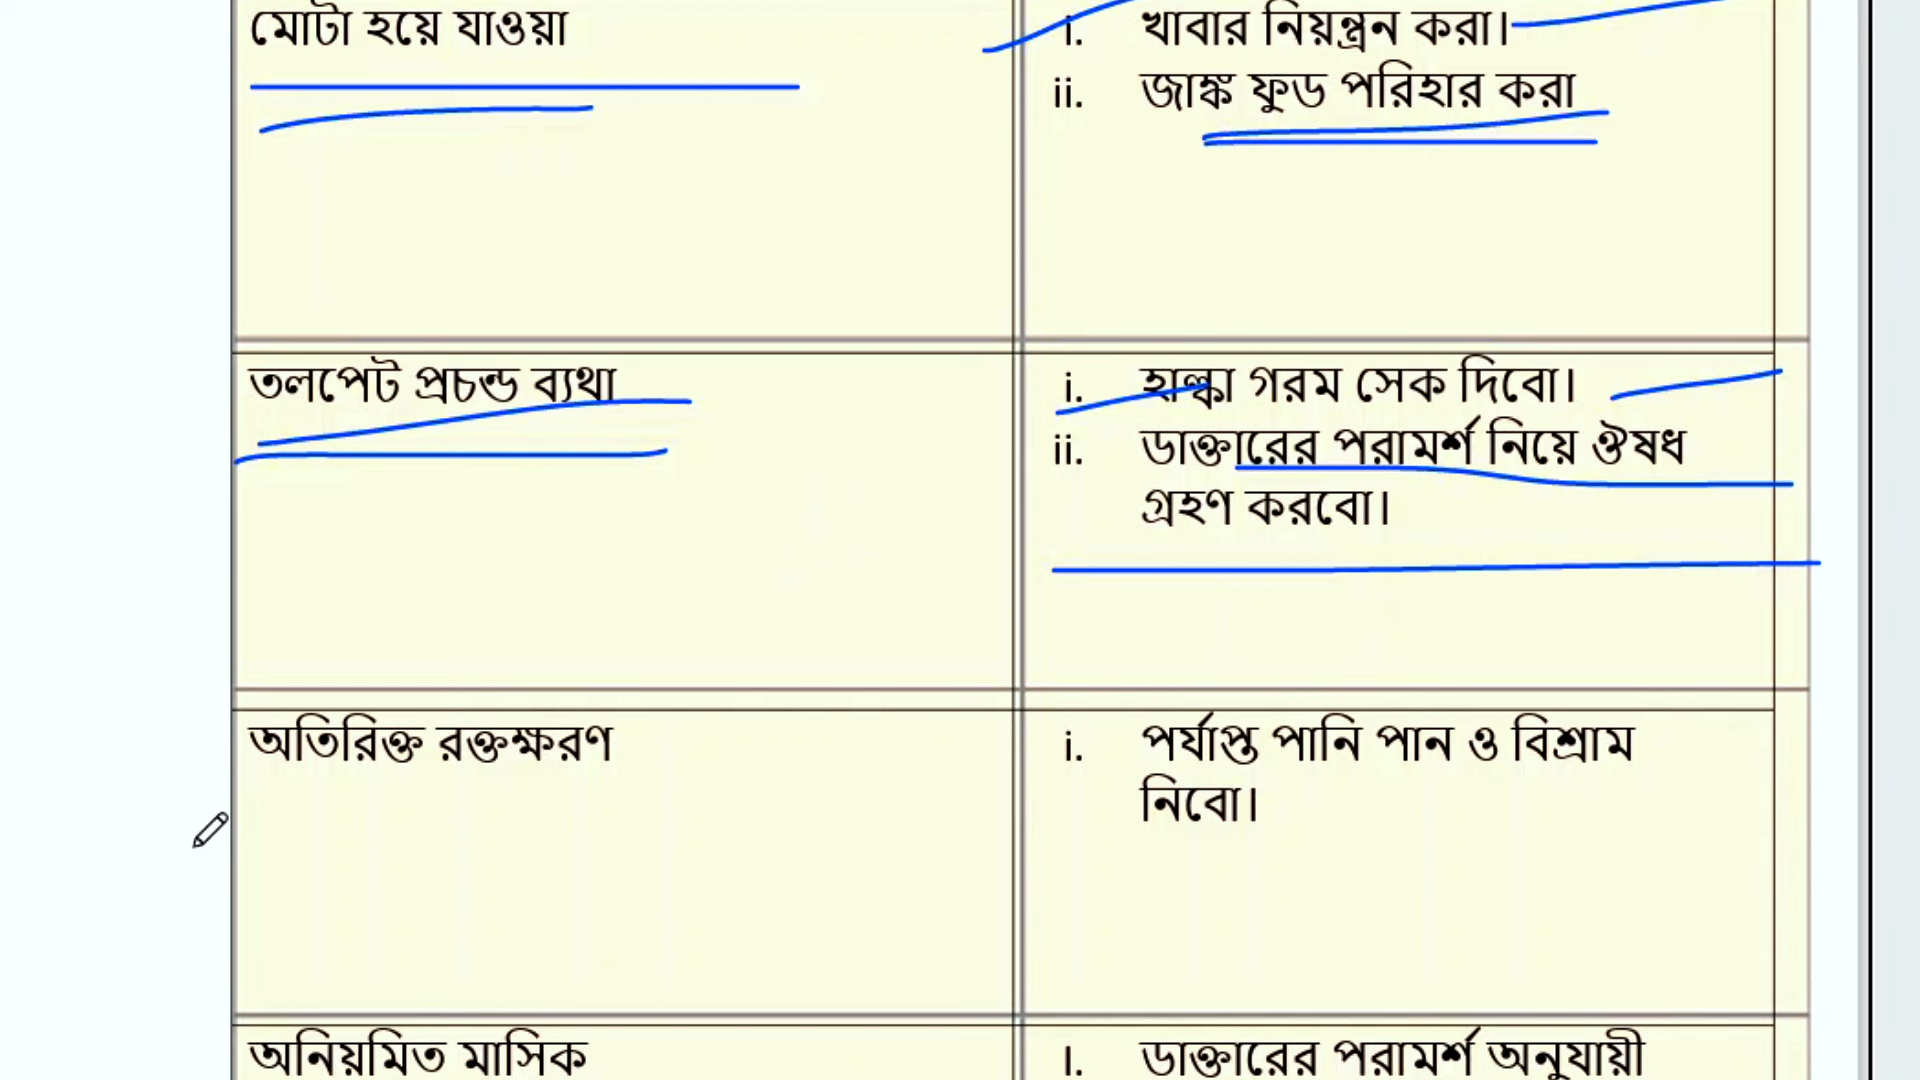 মোটা হয়ে যাওয়া
i. খাবার নিয়ন্ত্রন করা।
ii. জাঙ্ক ফুড পরিহার করা
তলপেট প্রচন্ড ব্যথা
i. হাল্কা গরম সেক দিবো।
ii. ডাক্তারের পরামর্শ নিয়ে ঔষধ
গ্রহণ করবো।
অতিরিক্ত রক্তক্ষরণ
i. পর্যাপ্ত পানি পান ও বিশ্রাম
নিবো।
অনিয়মিত মাসিক
I. ডাক্তারের পরামর্শ অনুযায়ী